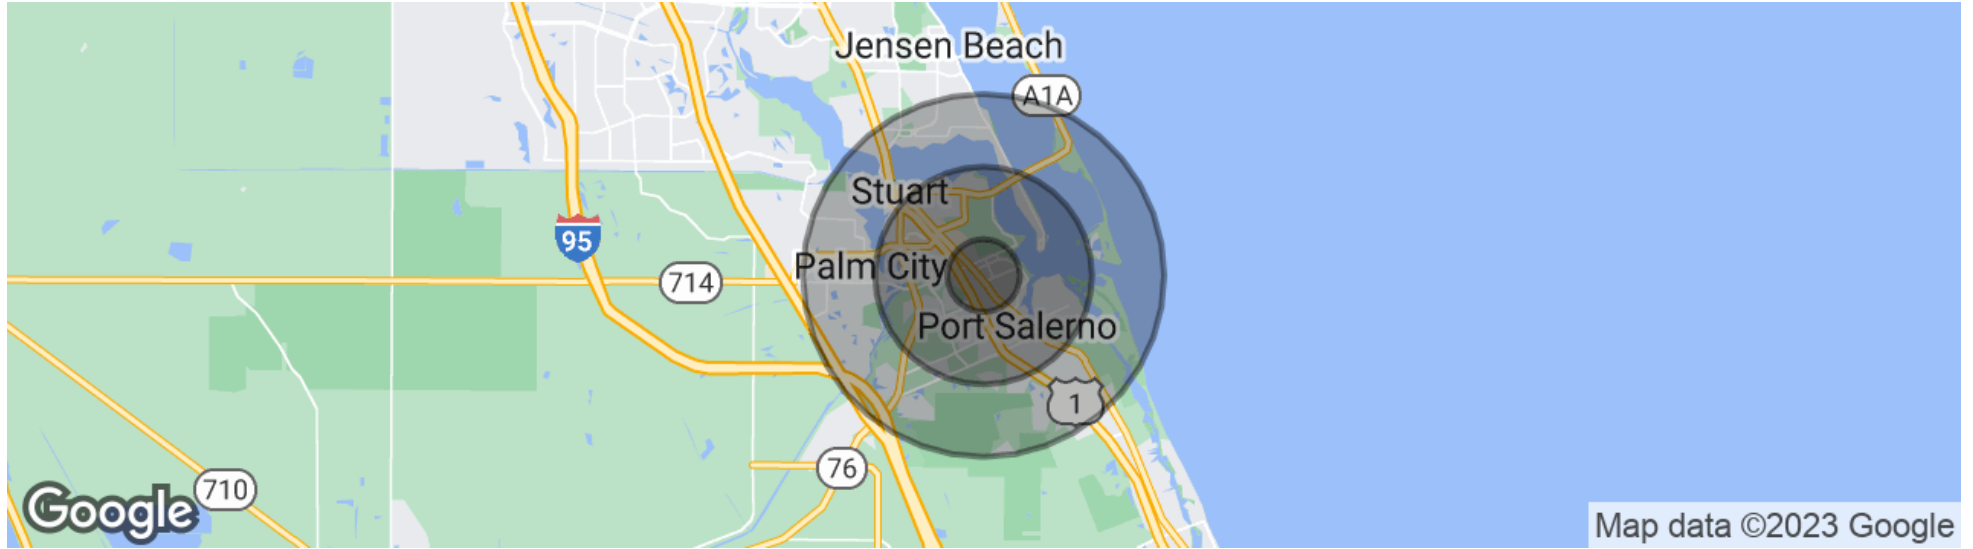 Jensen Beach
A1A
Stuart
95
Palm City
714
Port Salerno
1
76
710
Google
Map data ©2023 Google